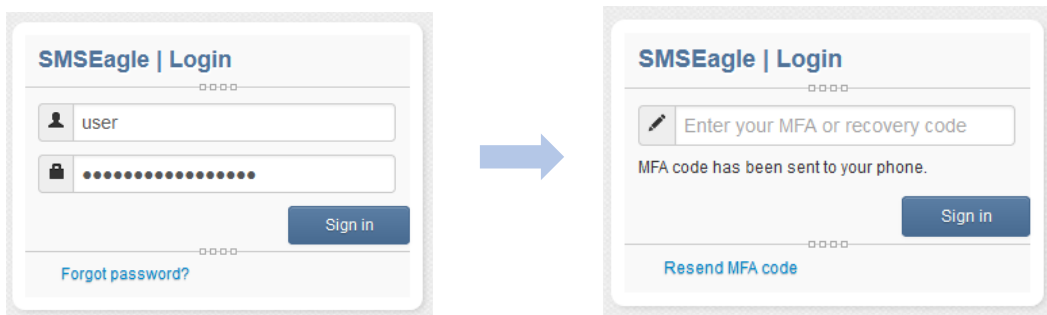 SMSEagle | Login
user
•••••••••••••••••
Sign in
Forgot password?
SMSEagle | Login
Enter your MFA or recovery code
MFA code has been sent to your phone.
Sign in
Resend MFA code